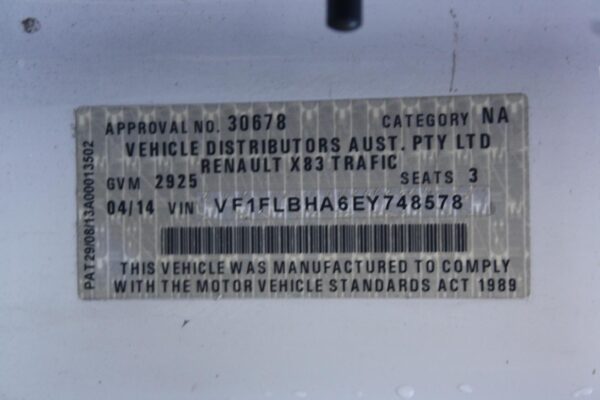 APPROVAL NO. 30678 CATEGORY NA
VEHICLE DISTRIBUTORS AUST. PTY LTD
RENAULT X83 TRAFIC
GVM 2925 SEATS 3
04/14 VIN VF1FLBHA6EY748578
THIS VEHICLE WAS MANUFACTURED TO COMPLY
WITH THE MOTOR VEHICLE STANDARDS ACT 1989
PAT29/08/13A00013502